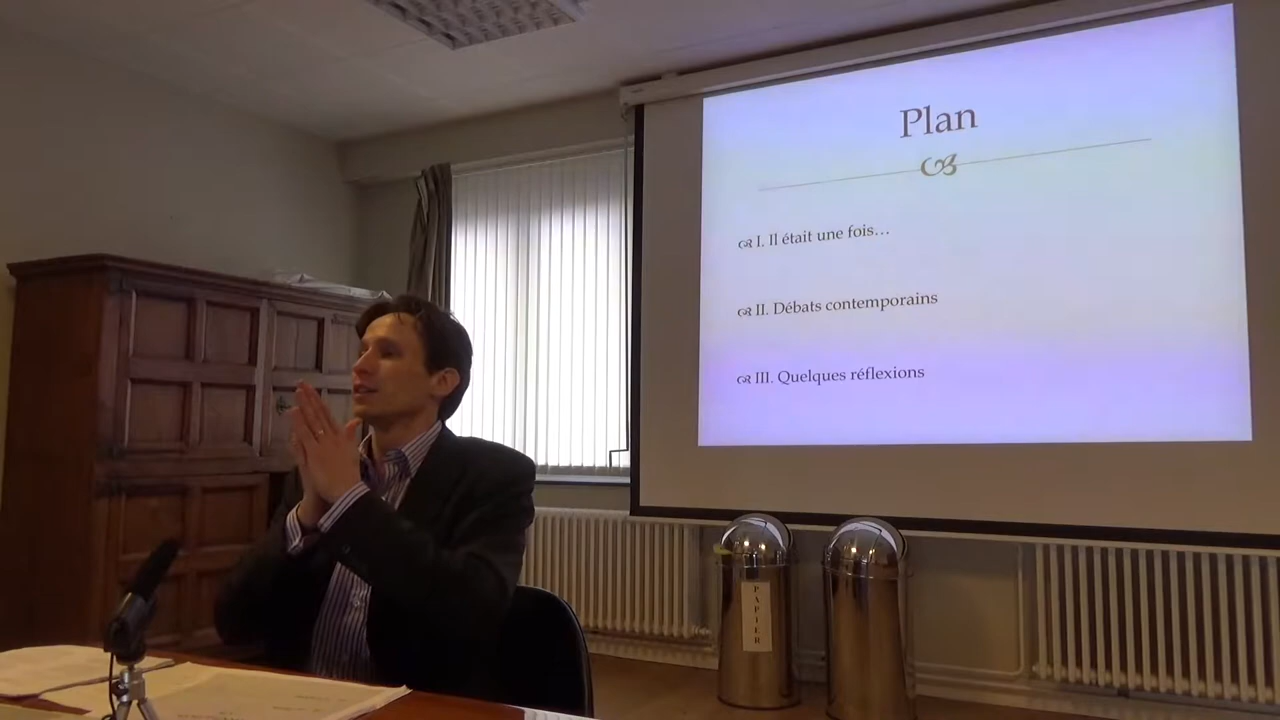 Plan
I. Il était une fois…
II. Débats contemporains
III. Quelques réflexions
PAPIER